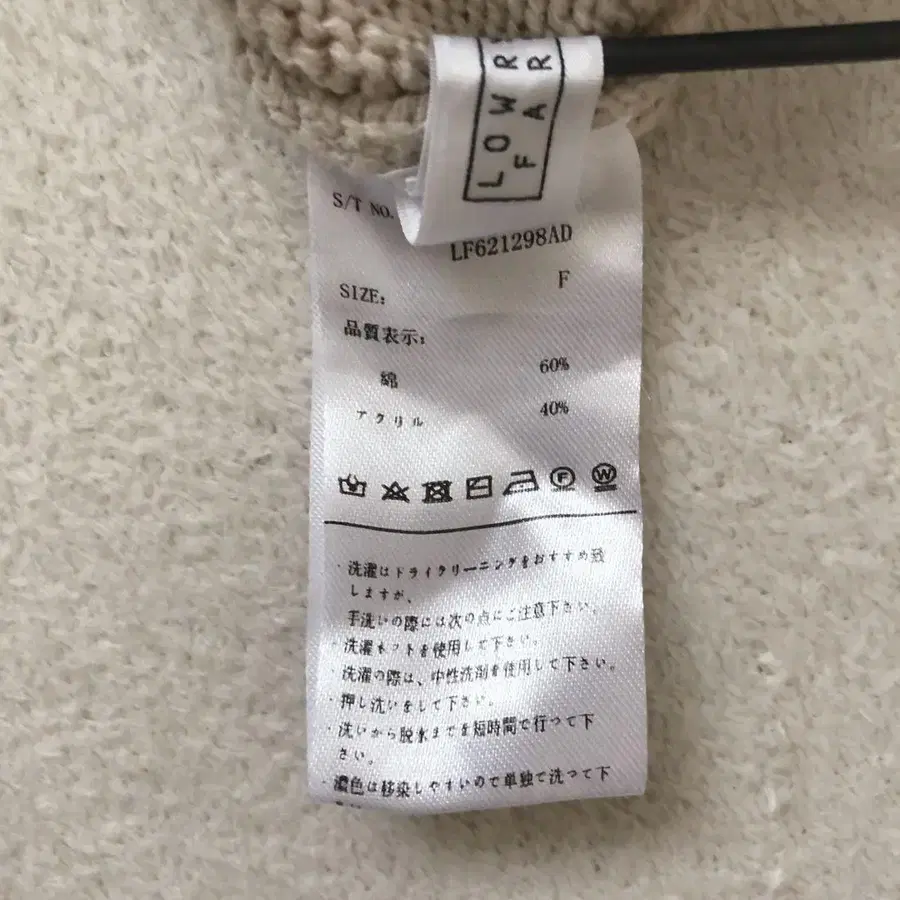 LOWR
FAR
S/T NO.
LF621298AD
SIZE:
F
品質表示:
綿 60%
アクリル 40%
F W
・洗濯はドライクリーニングをおすすめ致
しますが、
手洗いの際には次の点にご注意下さい。
・洗濯ネットを使用して下さい。
・洗濯の際は、中性洗剤を使用して下さい。
・押し洗いをして下さい。
・洗いから脱水までを短時間で行つて下
さい。
・濃色は移染しやすいので単独で洗つて下